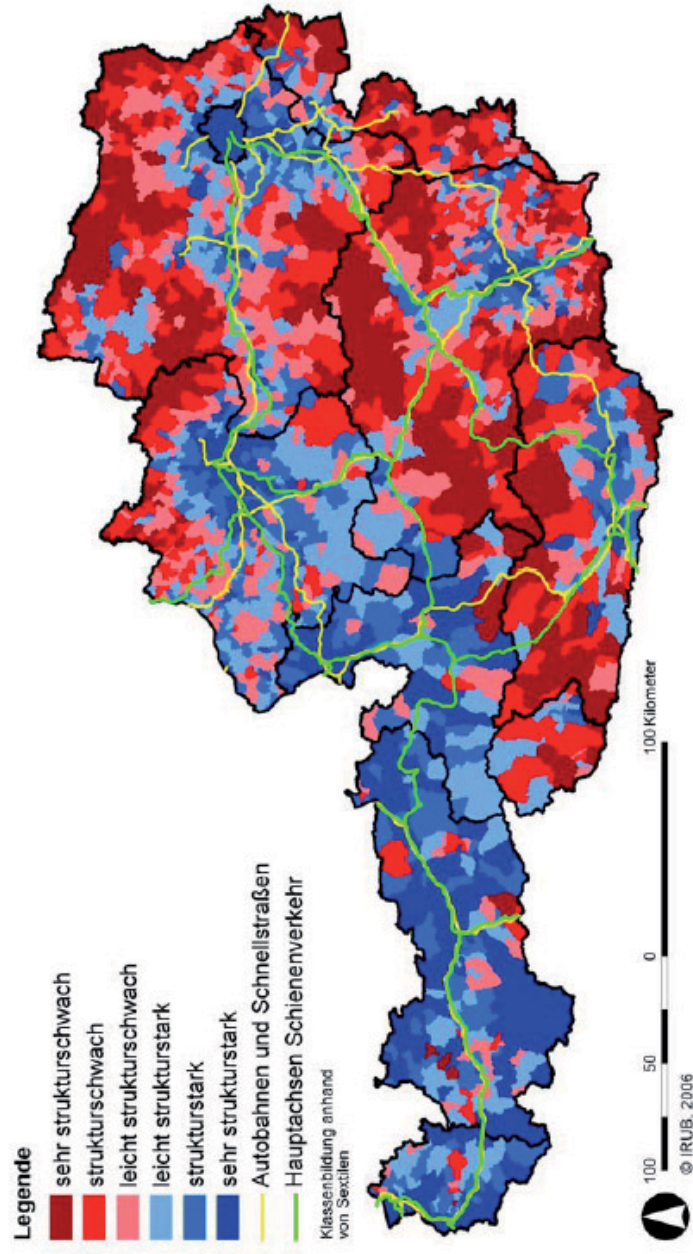 Legende
sehr strukturschwach
strukturschwach
leicht strukturschwach
leicht strukturstark
strukturstark
sehr strukturstark
Autobahnen und Schnellstraßen
Hauptachsen Schienenverkehr
Klassenbildung anhand
von Sextilen
100 50 0 100 Kilometer
© IRUB, 2006